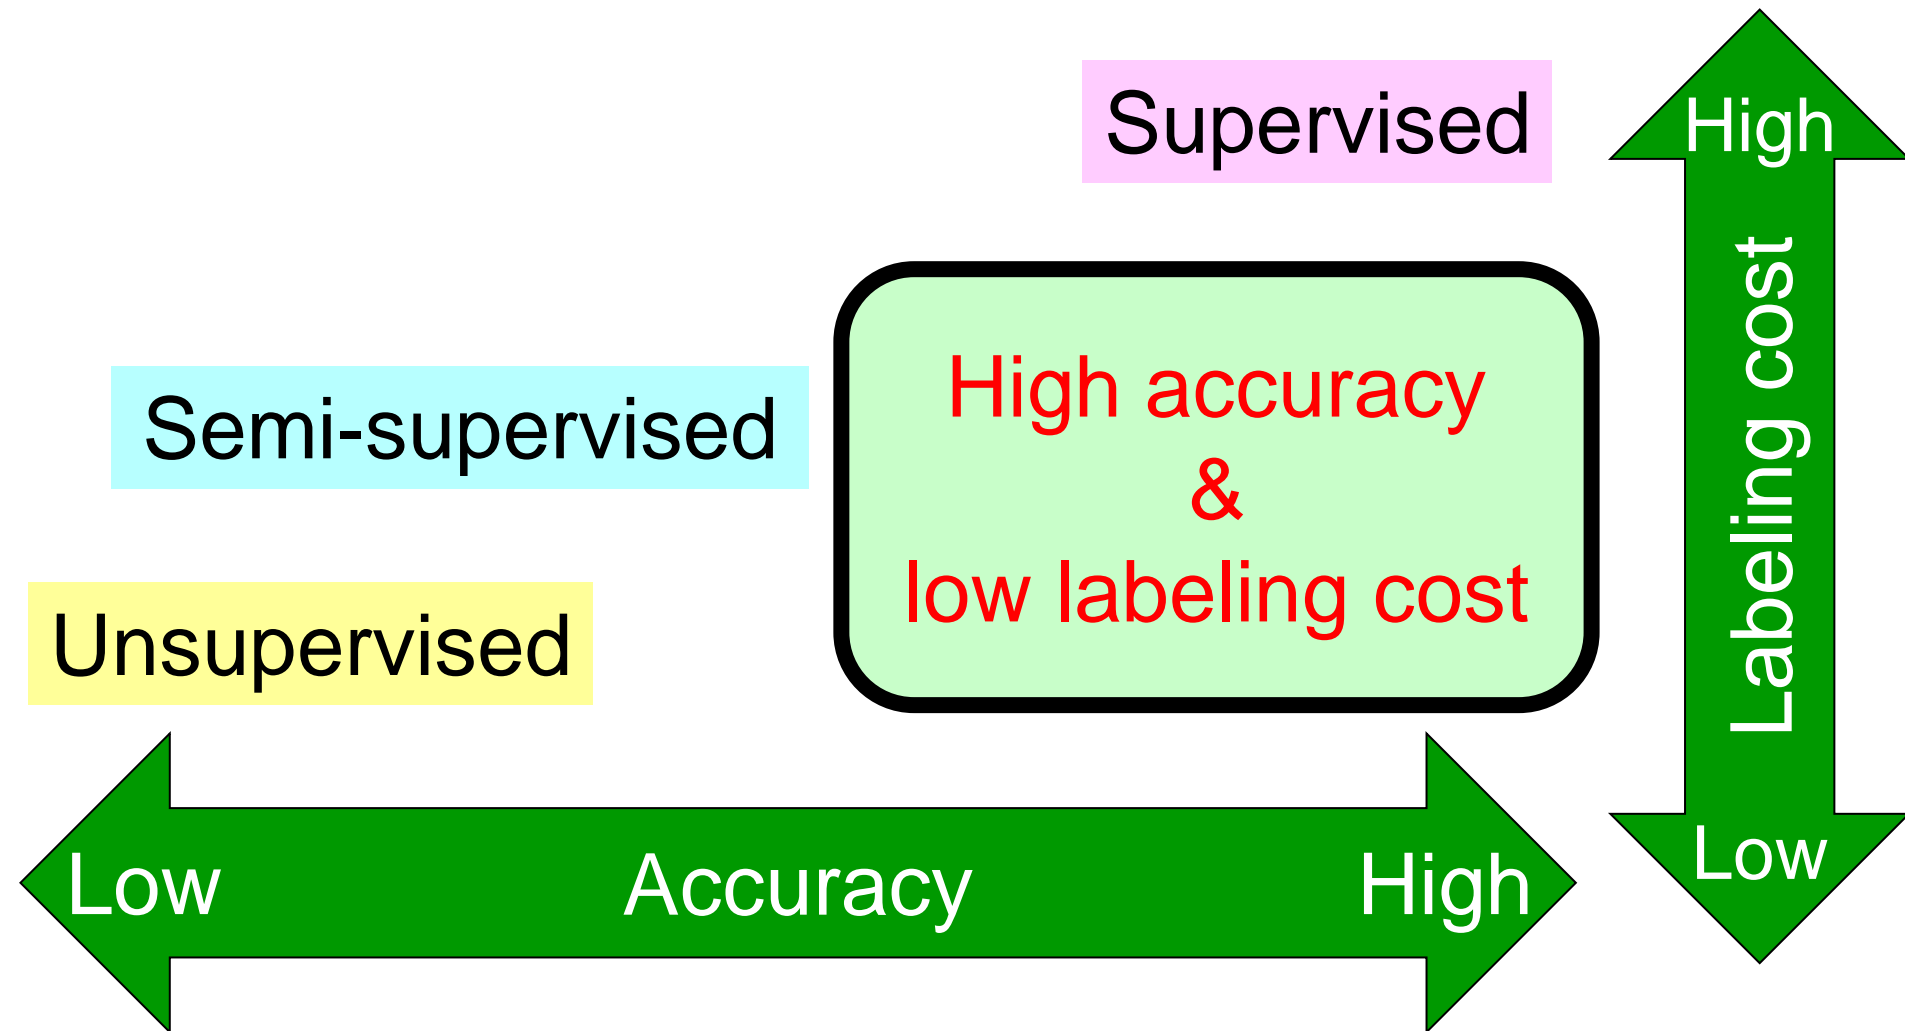 Supervised
High
Labeling cost
Low
Semi-supervised
High accuracy
&
low labeling cost
Unsupervised
Low
Accuracy
High